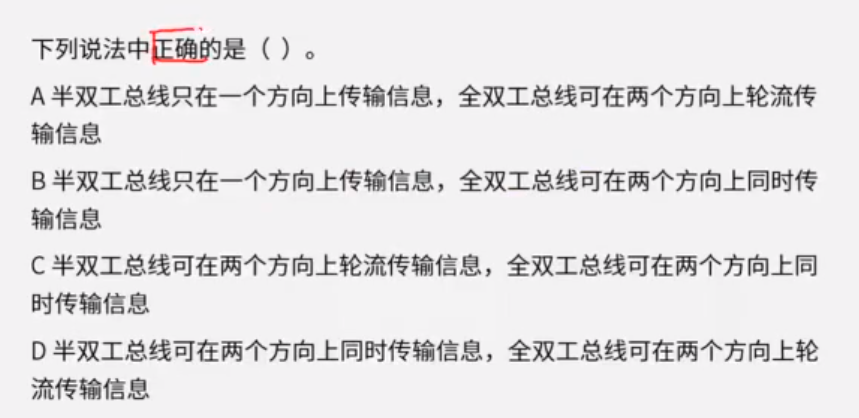 下列说法中正确的是（ ）。
A 半双工总线只在一个方向上传输信息，全双工总线可在两个方向上轮流传
输信息
B 半双工总线只在一个方向上传输信息，全双工总线可在两个方向上同时传
输信息
C 半双工总线可在两个方向上轮流传输信息，全双工总线可在两个方向上同
时传输信息
D 半双工总线可在两个方向上同时传输信息，全双工总线可在两个方向上轮
流传输信息